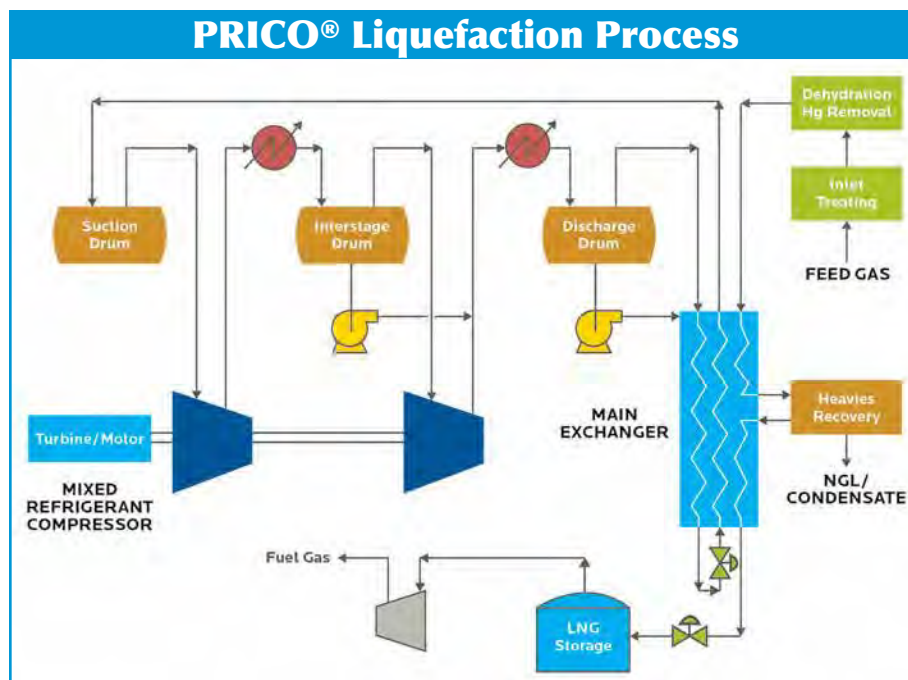 PRICO® Liquefaction Process
Dehydration
Hg Removal
Suction
Drum
Interstage
Drum
Discharge
Drum
Inlet
Treating
FEED GAS
Turbine/Motor
MIXED
REFRIGERANT
COMPRESSOR
MAIN
EXCHANGER
Heavies
Recovery
NGL/
CONDENSATE
Fuel Gas
LNG
Storage